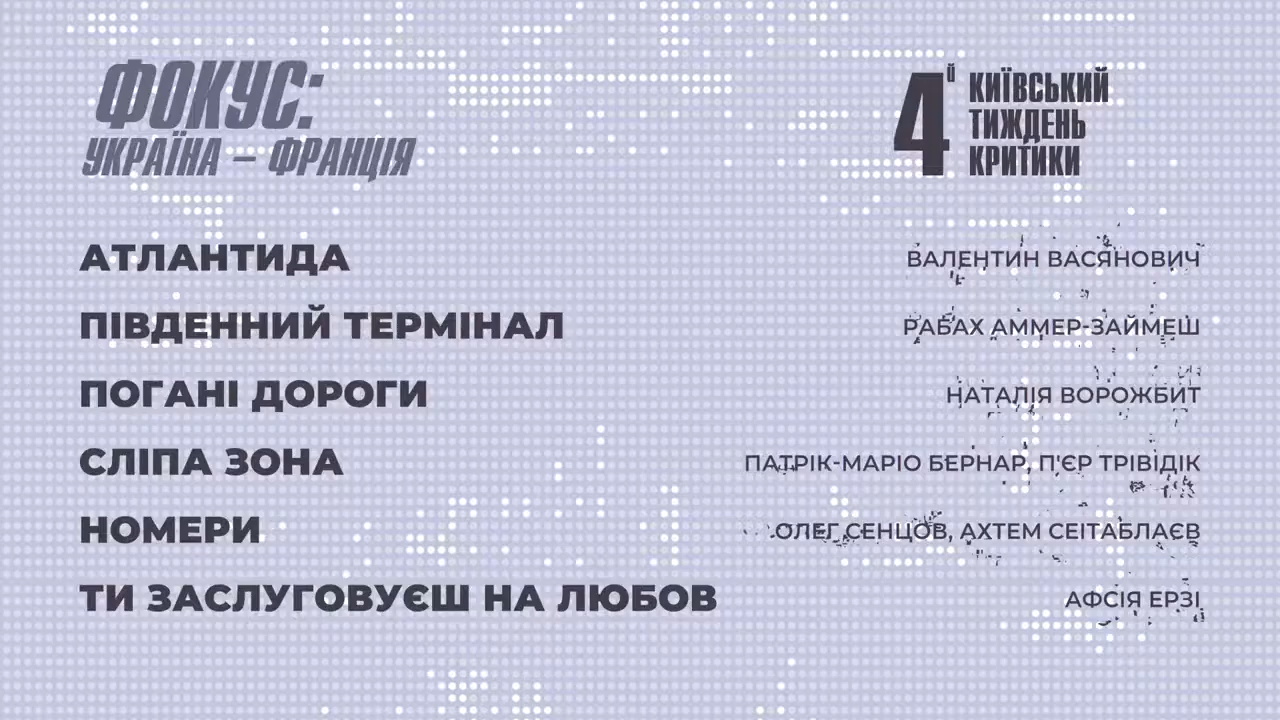 ФОКУС:
УКРАЇНА – ФРАНЦІЯ
4й КИЇВСЬКИЙ
ТИЖДЕНЬ
КРИТИКИ
АТЛАНТИДА ВАЛЕНТИН ВАСЯНОВИЧ
ПІВДЕННИЙ ТЕРМІНАЛ РАБАХ АММЕР-ЗАЙМЕШ
ПОГАНІ ДОРОГИ НАТАЛІЯ ВОРОЖБИТ
СЛІПА ЗОНА ПАТРІК-МАРІО БЕРНАР, П'ЄР ТРІВІДІК
НОМЕРИ ОЛЕГ СЕНЦОВ, АХТЕМ СЕІТАБЛАЄВ
ТИ ЗАСЛУГОВУЄШ НА ЛЮБОВ АФСІЯ ЕРЗІ